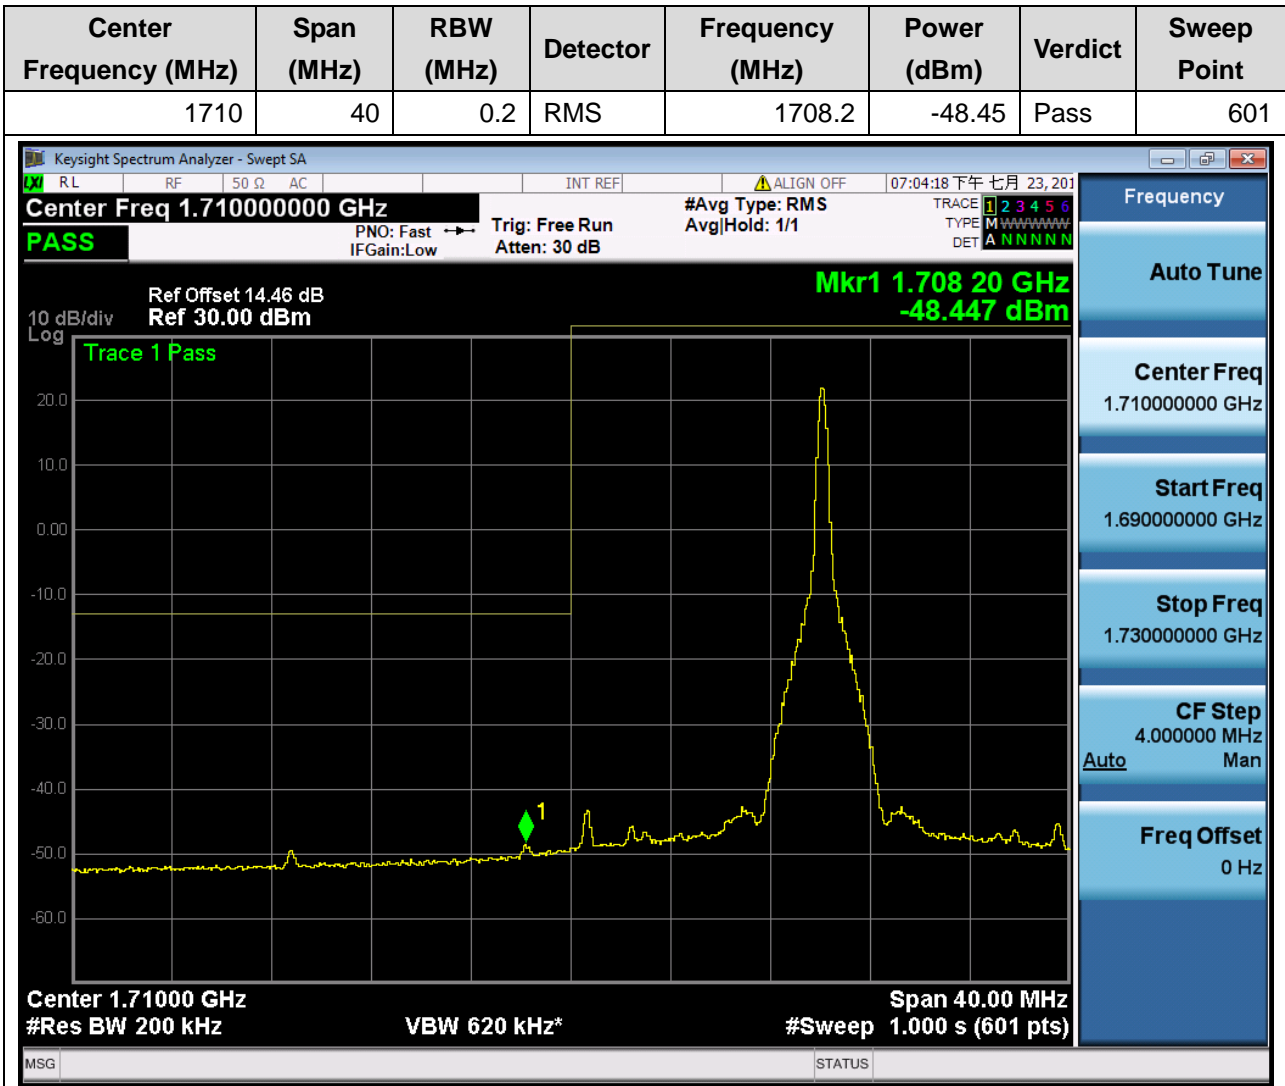 Center Frequency (MHz) Span (MHz) RBW (MHz) Detector Frequency (MHz) Power (dBm) Verdict Sweep Point
1710 40 0.2 RMS 1708.2 -48.45 Pass 601
Keysight Spectrum Analyzer - Swept SA
LXI RL RF 50 Ω AC INT REF ALIGN OFF 07:04:18 下午 七月 23, 201
Center Freq 1.710000000 GHz
PASS
PNO: Fast
IFGain:Low
Trig: Free Run
Atten: 30 dB
#Avg Type: RMS
Avg|Hold: 1/1
TRACE 1 2 3 4 5 6
TYPE M WWWWW
DET A N N N N N
Mkr1 1.708 20 GHz
-48.447 dBm
Ref Offset 14.46 dB
10 dB/div Ref 30.00 dBm
Log
Trace 1 Pass
20.0
10.0
0.00
-10.0
-20.0
-30.0
-40.0
-50.0
-60.0
1
Center 1.71000 GHz Span 40.00 MHz
#Res BW 200 kHz VBW 620 kHz* #Sweep 1.000 s (601 pts)
MSG STATUS
Frequency
Auto Tune
Center Freq
1.710000000 GHz
Start Freq
1.690000000 GHz
Stop Freq
1.730000000 GHz
CF Step
4.000000 MHz
Auto Man
Freq Offset
0 Hz